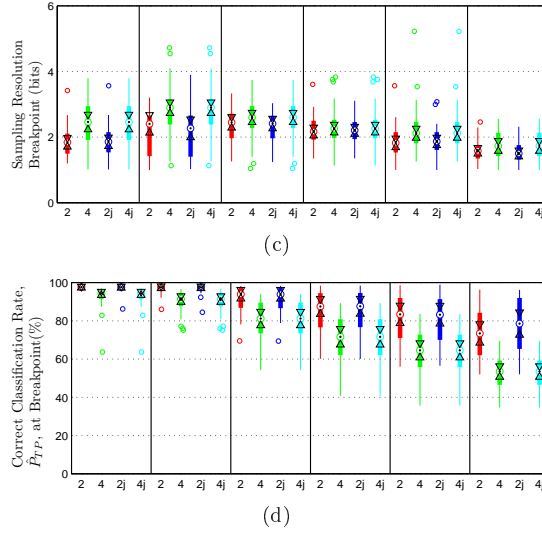 Sampling Resolution
Breakpoint (bits)
6
4
2
0
2 4 2j 4j 2 4 2j 4j 2 4 2j 4j 2 4 2j 4j 2 4 2j 4j 2 4 2j 4j
(c)
Correct Classification Rate,
P̂_TP, at Breakpoint(%)
100
80
60
40
20
0
2 4 2j 4j 2 4 2j 4j 2 4 2j 4j 2 4 2j 4j 2 4 2j 4j 2 4 2j 4j
(d)